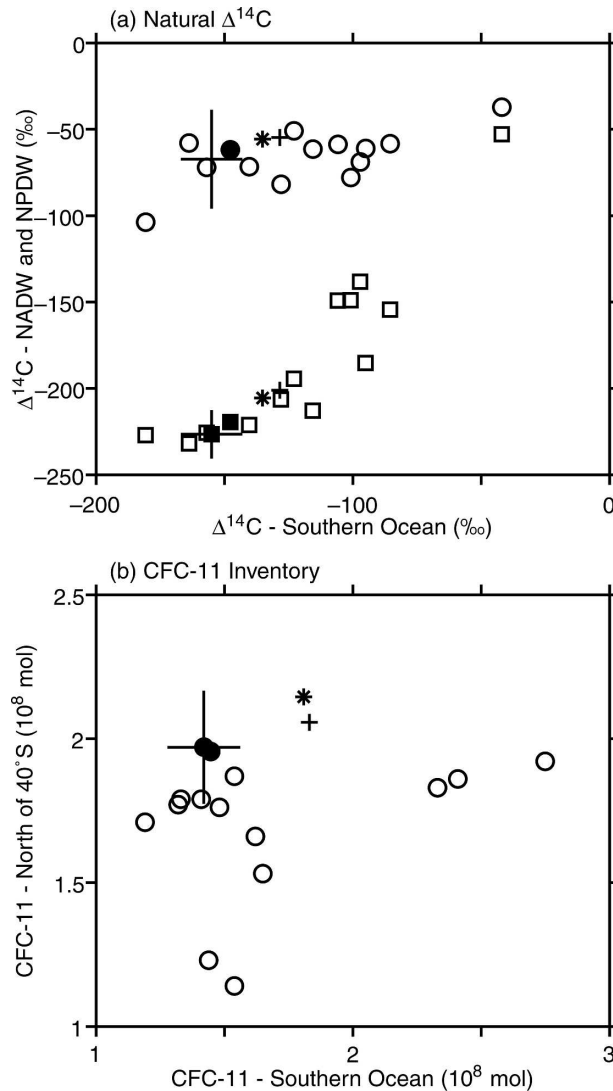 (a) Natural Δ¹⁴C
0
−50
−100
−150
−200
−250
Δ¹⁴C - NADW and NPDW (‰)
−200
−100
0
Δ¹⁴C - Southern Ocean (‰)
(b) CFC-11 Inventory
2.5
2
1.5
1
CFC-11 - North of 40˚S (10⁸ mol)
1
2
3
CFC-11 - Southern Ocean (10⁸ mol)